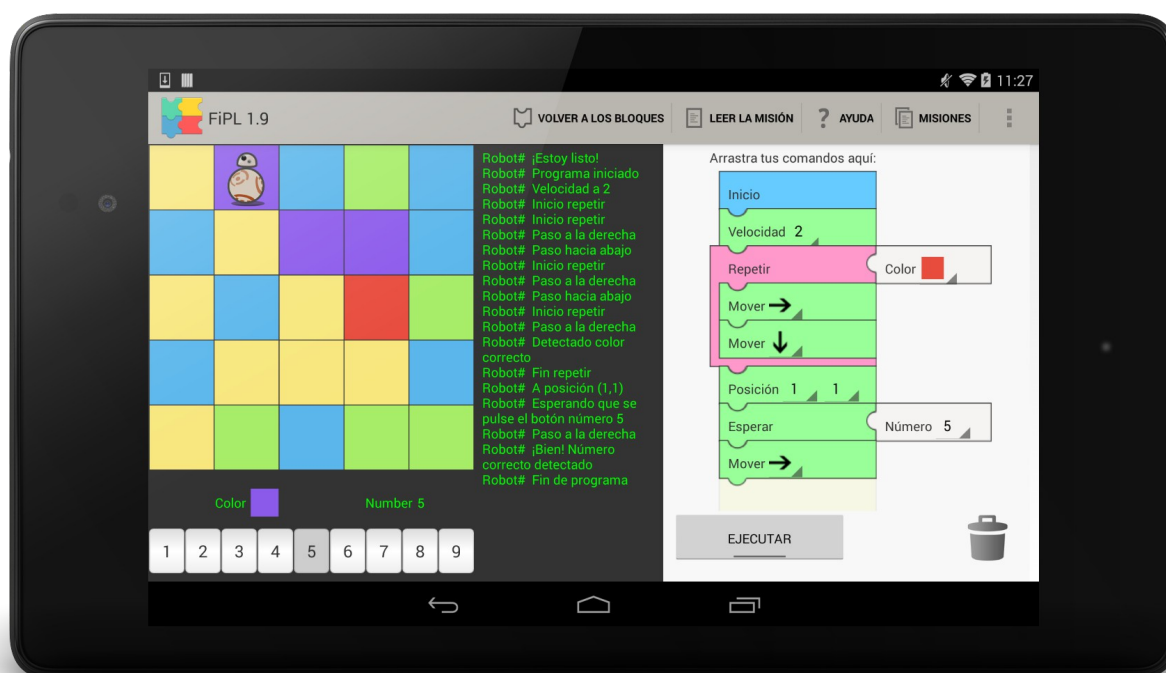 11:27
FiPL 1.9
VOLVER A LOS BLOQUES
LEER LA MISIÓN
? AYUDA
MISIONES
Robot# ¡Estoy listo!
Robot# Programa iniciado
Robot# Velocidad a 2
Robot# Inicio repetir
Robot# Inicio repetir
Robot# Paso a la derecha
Robot# Paso hacia abajo
Robot# Inicio repetir
Robot# Paso a la derecha
Robot# Paso hacia abajo
Robot# Inicio repetir
Robot# Paso a la derecha
Robot# Detectado color
correcto
Robot# Fin repetir
Robot# A posición (1,1)
Robot# Esperando que se
pulse el botón número 5
Robot# Paso a la derecha
Robot# ¡Bien! Número
correcto detectado
Robot# Fin de programa
Color
Number 5
1 2 3 4 5 6 7 8 9
Arrastra tus comandos aquí:
Inicio
Velocidad 2
Repetir
Color
Mover
Mover
Posición 1 1
Esperar
Número 5
Mover
EJECUTAR